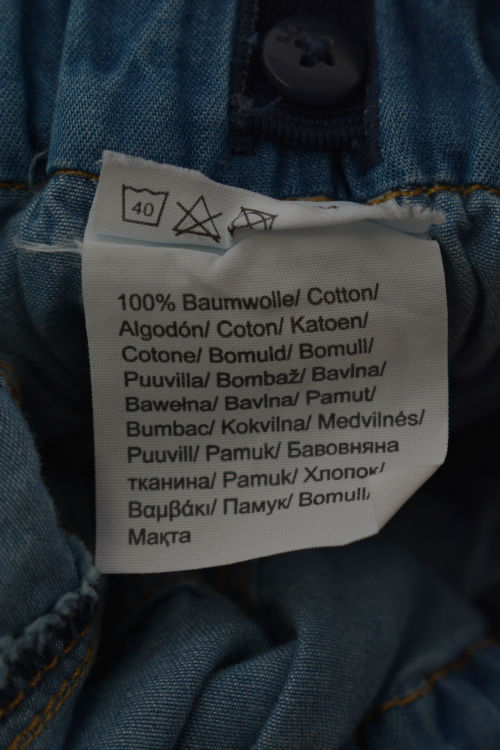 40
100% Baumwolle/ Cotton/
Algodón/ Coton/ Katoen/
Cotone/ Bomuld/ Bomull/
Puuvilla/ Bombaž/ Bavlna/
Bawełna/ Bavlna/ Pamut/
Bumbac/ Kokvilna/ Medvilnės/
Puuvill/ Pamuk/ Бавовняна
тканина/ Pamuk/ Хлопок/
Βαμβάκι/ Памук/ Bomull/
Мақта